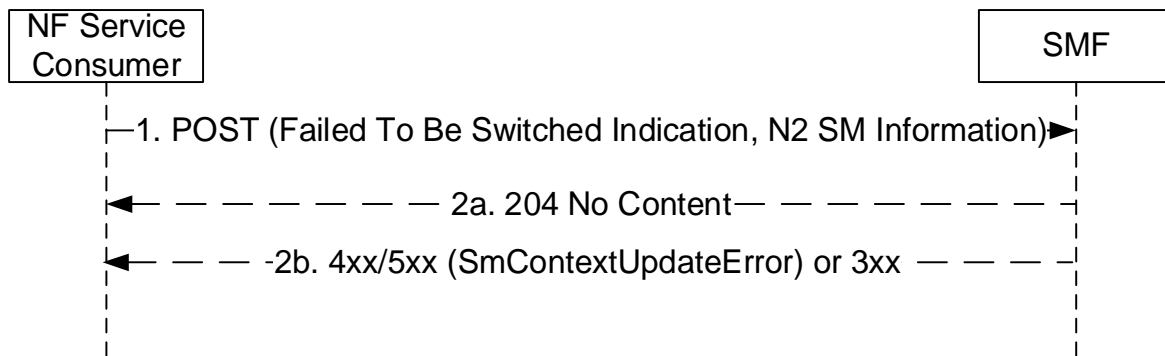 NF Service
Consumer
SMF
1. POST (Failed To Be Switched Indication, N2 SM Information)
2a. 204 No Content
2b. 4xx/5xx (SmContextUpdateError) or 3xx